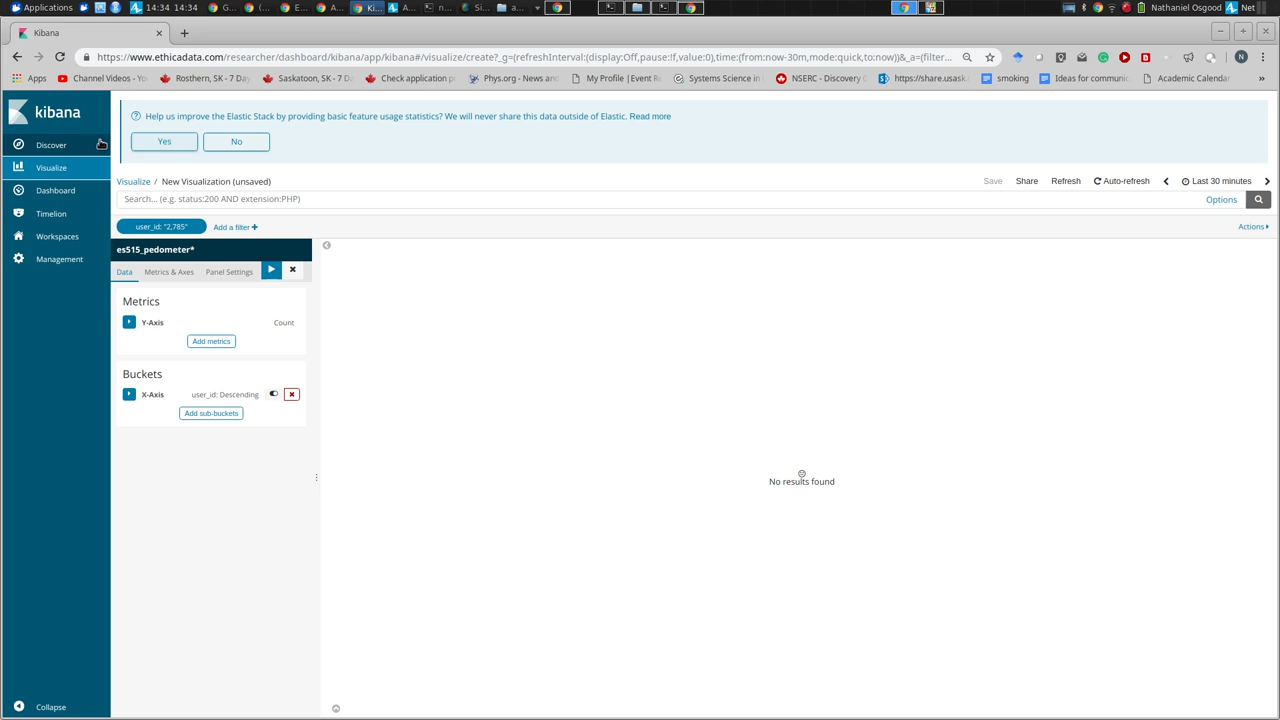 Applications 14:34 14:34 G... (... E... A... Ki... A... n... Si... a... Nathaniel Osgood Net
Kibana
https://www.ethicadata.com/researcher/dashboard/kibana/app/kibana#/visualize/create?_g=(refreshInterval:(display:Off,pause:!f,value:0),time:(from:now-30m,mode:quick,to:now))&_a=(filter...
N
Apps Channel Videos - Yo Rosthern, SK - 7 Day Saskatoon, SK - 7 D Check application p Phys.org - News an My Profile |Event R Systems Science in NSERC - Discovery G https://share.usask smoking Ideas for communic Academic Calendar »
kibana
Help us improve the Elastic Stack by providing basic feature usage statistics? We will never share this data outside of Elastic. Read more
Yes No
Discover
Visualize
Dashboard
Timelion
Workspaces
Management
Collapse
Visualize / New Visualization (unsaved) Save Share Refresh Auto-refresh Last 30 minutes
Search... (e.g. status:200 AND extension:PHP) Options
user_id: "2,785" Add a filter + Actions
es515_pedometer*
Data Metrics & Axes Panel Settings
Metrics
Y-Axis Count
Add metrics
Buckets
X-Axis user_id: Descending
Add sub-buckets
No results found